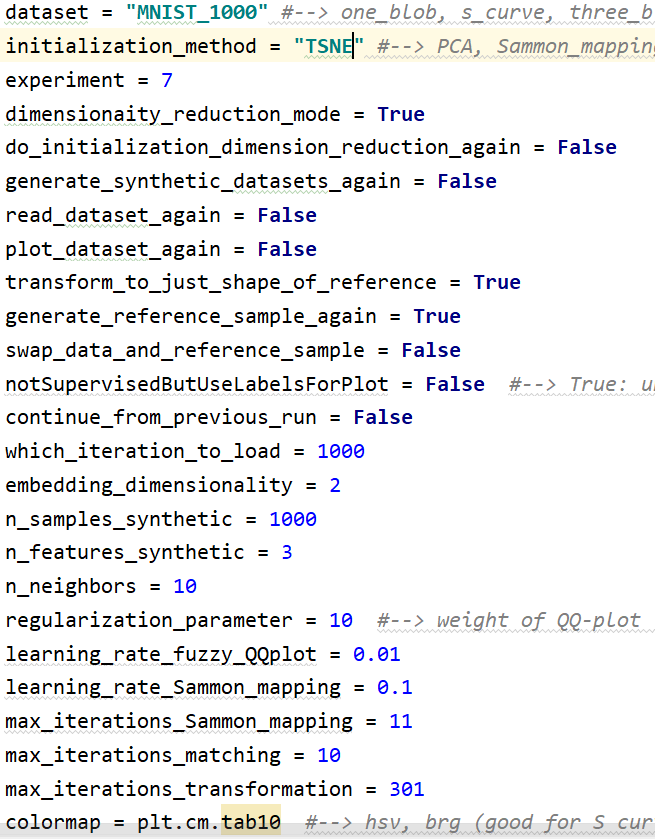 dataset = "MNIST_1000" #--> one_blob, s_curve, three_b
initialization_method = "TSNE" #--> PCA, Sammon_mapping
experiment = 7
dimensionaity_reduction_mode = True
do_initialization_dimension_reduction_again = False
generate_synthetic_datasets_again = False
read_dataset_again = False
plot_dataset_again = False
transform_to_just_shape_of_reference = True
generate_reference_sample_again = True
swap_data_and_reference_sample = False
notSupervisedButUseLabelsForPlot = False #--> True: u
continue_from_previous_run = False
which_iteration_to_load = 1000
embedding_dimensionality = 2
n_samples_synthetic = 1000
n_features_synthetic = 3
n_neighbors = 10
regularization_parameter = 10 #--> weight of QQ-plot
learning_rate_fuzzy_QQplot = 0.01
learning_rate_Sammon_mapping = 0.1
max_iterations_Sammon_mapping = 11
max_iterations_matching = 10
max_iterations_transformation = 301
colormap = plt.cm.tab10 #--> hsv, brg (good for S cur